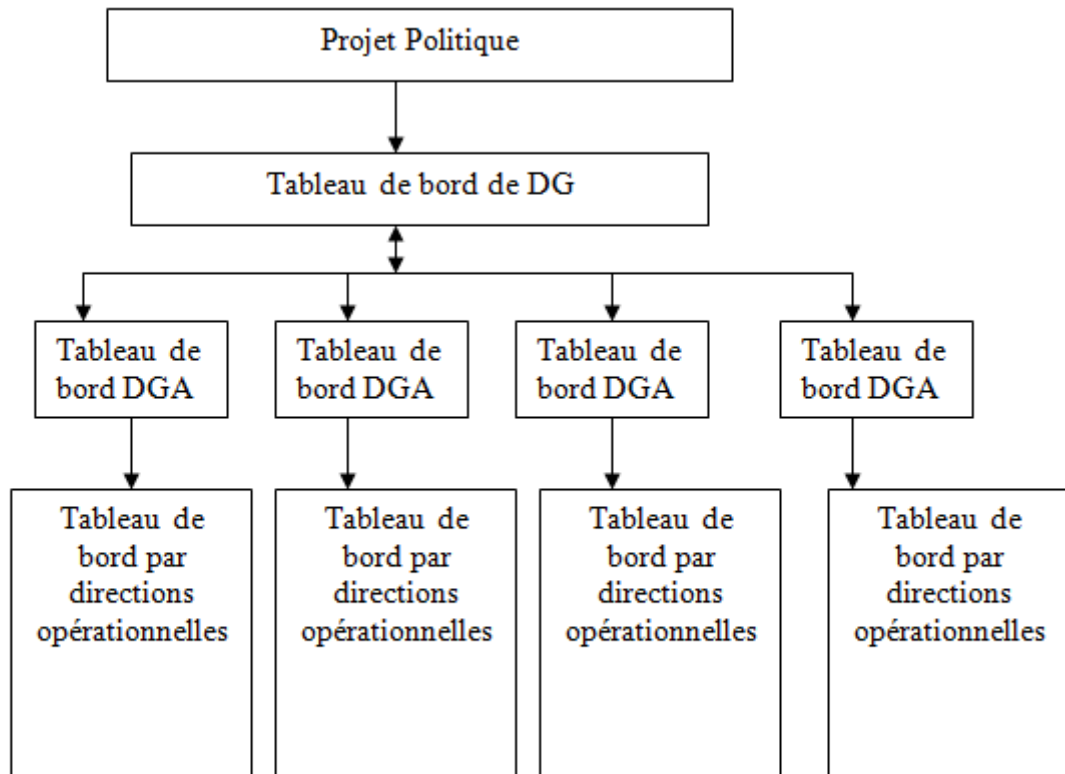 Projet Politique
Tableau de bord de DG
Tableau de
bord DGA
Tableau de
bord DGA
Tableau de
bord DGA
Tableau de
bord DGA
Tableau de
bord par
directions
opérationnelles
Tableau de
bord par
directions
opérationnelles
Tableau de
bord par
directions
opérationnelles
Tableau de
bord par
directions
opérationnelles